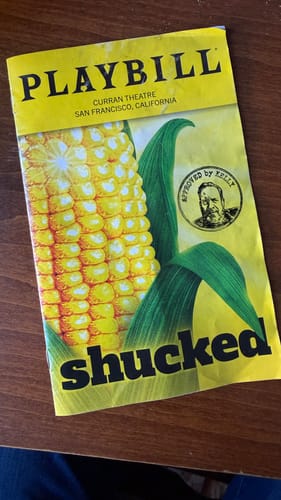 PLAYBILL
CURRAN THEATRE
SAN FRANCISCO, CALIFORNIA
APPROVED by KELLY
shucked